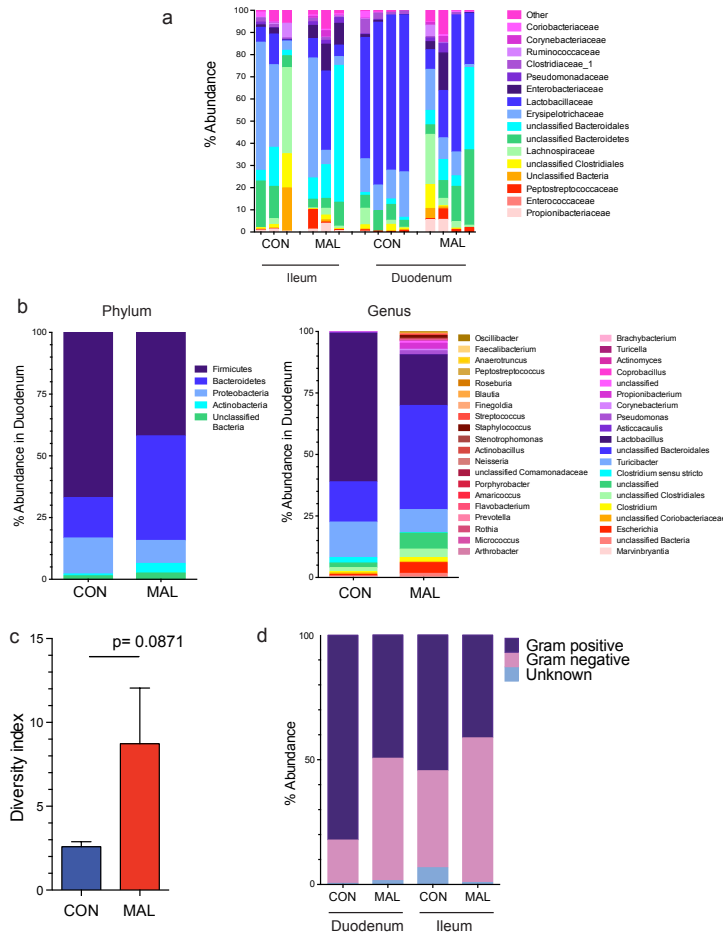 a
% Abundance
100
90
80
70
60
50
40
30
20
10
0
CON MAL CON MAL
Ileum Duodenum
Other
Coriobacteriaceae
Corynebacteriaceae
Ruminococcaceae
Clostridiaceae_1
Pseudomonadaceae
Enterobacteriaceae
Lactobacillaceae
Erysipelotrichaceae
unclassified Bacteroidales
unclassified Bacteroidetes
Lachnospiraceae
unclassified Clostridiales
Unclassified Bacteria
Peptostreptococcaceae
Enterococcaceae
Propionibacteriaceae
b
Phylum
% Abundance in Duodenum
100
75
50
25
0
CON MAL
Firmicutes
Bacteroidetes
Proteobacteria
Actinobacteria
Unclassified
Bacteria
Genus
% Abundance in Duodenum
100
75
50
25
0
CON MAL
Oscillibacter
Faecalibacterium
Anaerotruncus
Peptostreptococcus
Roseburia
Blautia
Finegoldia
Streptococcus
Staphylococcus
Stenotrophomonas
Actinobacillus
Neisseria
unclassified Comamonadaceae
Porphyrobacter
Amaricoccus
Flavobacterium
Prevotella
Rothia
Micrococcus
Arthrobacter
Brachybacterium
Turicella
Actinomyces
Coprobacillus
unclassified
Propionibacterium
Corynebacterium
Pseudomonas
Asticcacaulis
Lactobacillus
unclassified Bacteroidales
Turicibacter
Clostridium sensu stricto
unclassified
unclassified Clostridiales
Clostridium
unclassified Coriobacteriaceae
Escherichia
unclassified Bacteria
Marvinbryantia
c
Diversity index
15
10
5
0
p= 0.0871
CON MAL
d
% Abundance
100
50
0
CON MAL CON MAL
Duodenum Ileum
Gram positive
Gram negative
Unknown